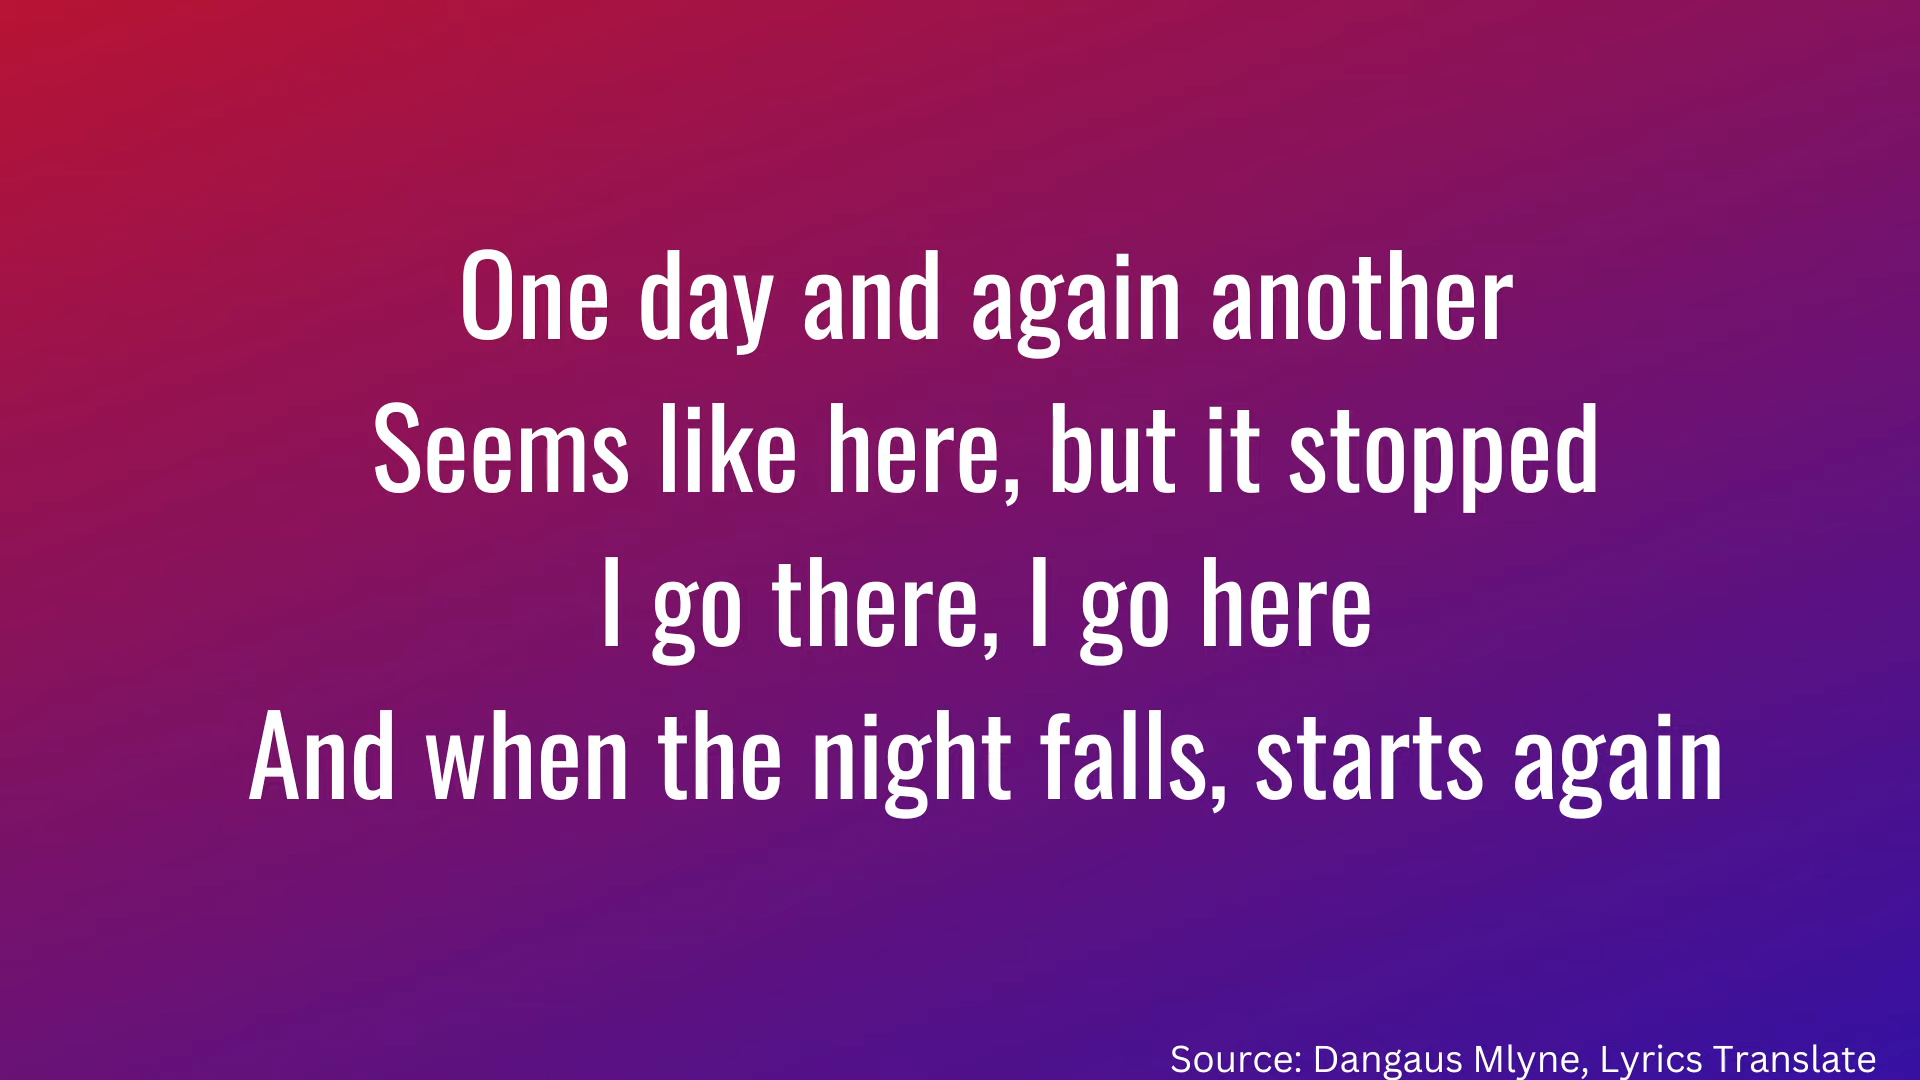 One day and again another
Seems like here, but it stopped
I go there, I go here
And when the night falls, starts again
Source: Dangaus Mlyne, Lyrics Translate